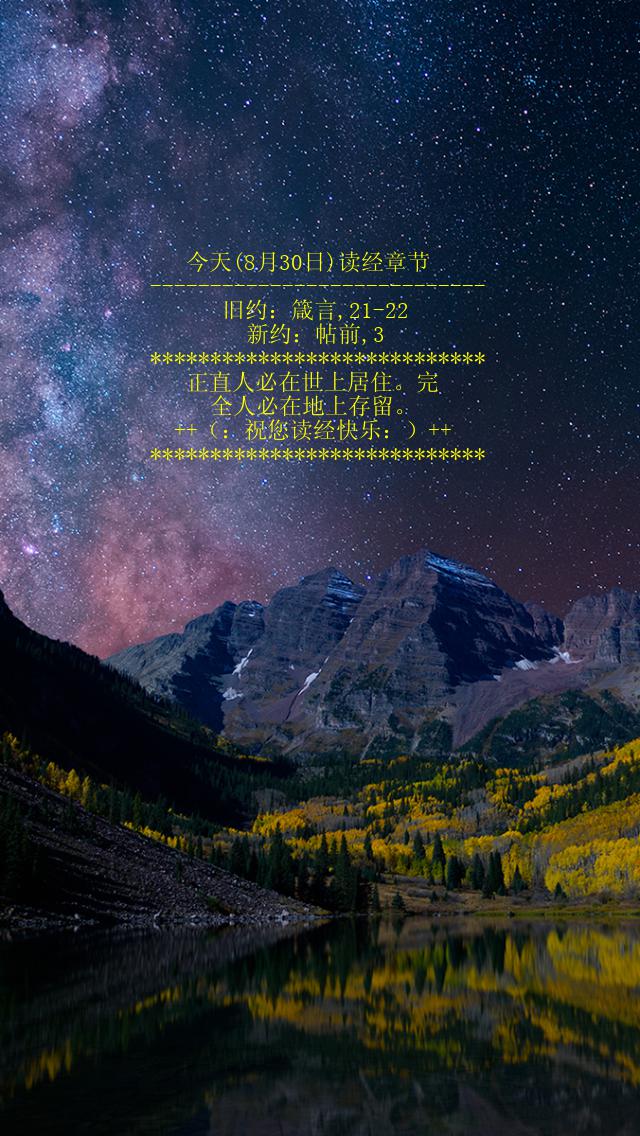 今天(8月30日)读经章节
----------------------------
旧约：箴言,21-22
新约：帖前,3
****************************
正直人必在世上居住。完
全人必在地上存留。
++（：祝您读经快乐：）++
****************************